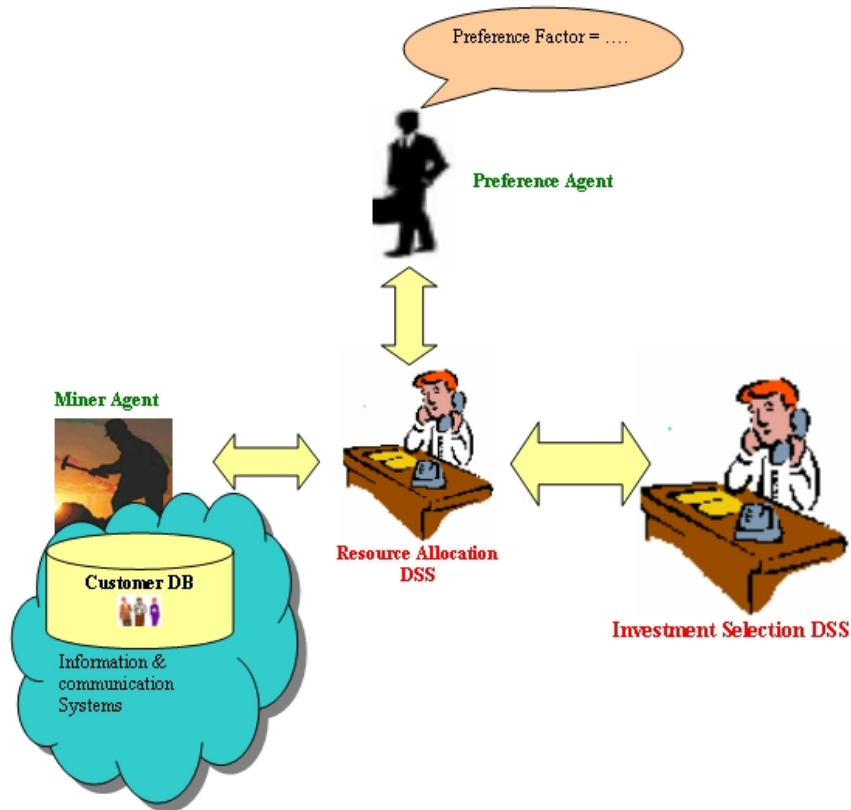 Preference Factor = ….
Preference Agent
Miner Agent
Resource Allocation
DSS
Investment Selection DSS
Customer DB
Information &
communication
Systems